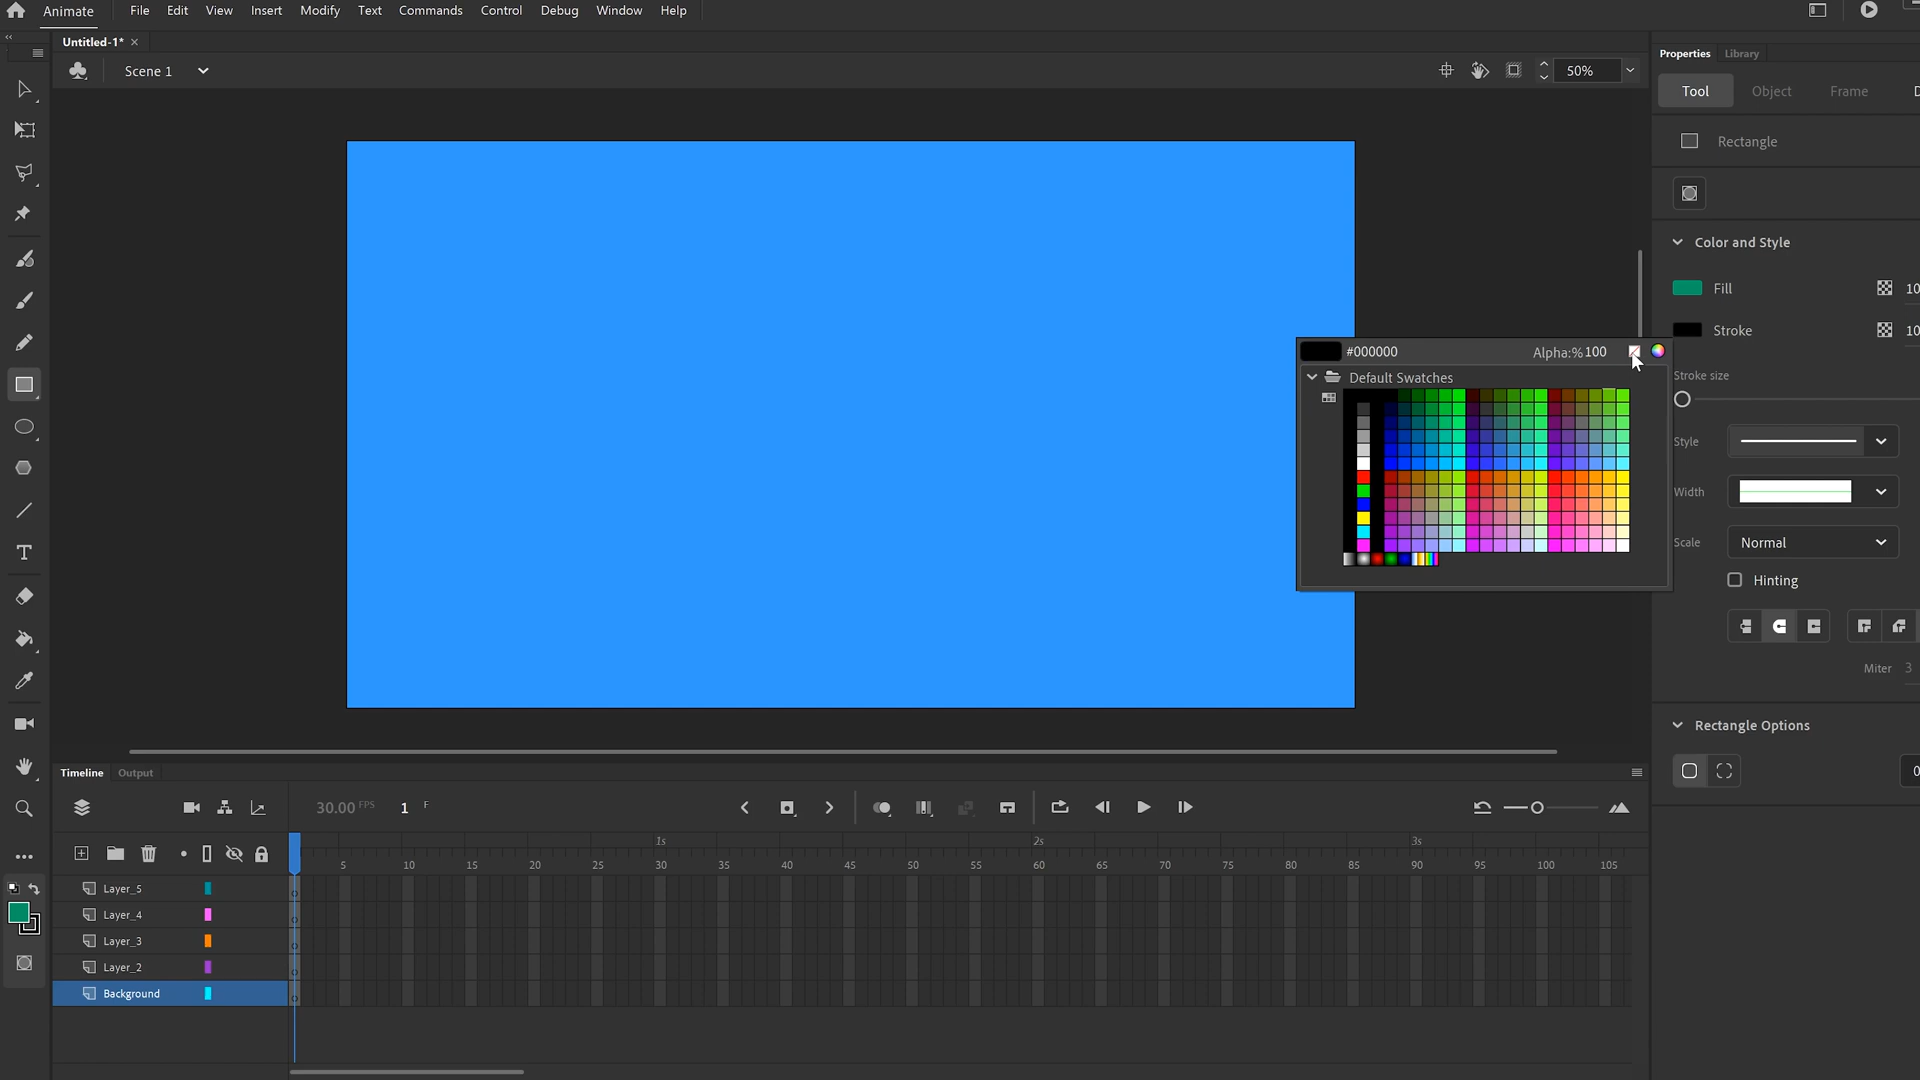 Animate File Edit View Insert Modify Text Commands Control Debug Window Help
Untitled-1*
Scene 1
50%
Properties Library
Tool Object Frame
Rectangle
Color and Style
Fill 10
Stroke 10
#000000 Alpha:% 100
Default Swatches
Stroke size
Style
Width
Scale Normal
Hinting
Miter 3
Rectangle Options
0
Timeline Output
30.00 FPS 1 F
1s 2s 3s
5 10 15 20 25 30 35 40 45 50 55 60 65 70 75 80 85 90 95 100 105
Layer_5
Layer_4
Layer_3
Layer_2
Background